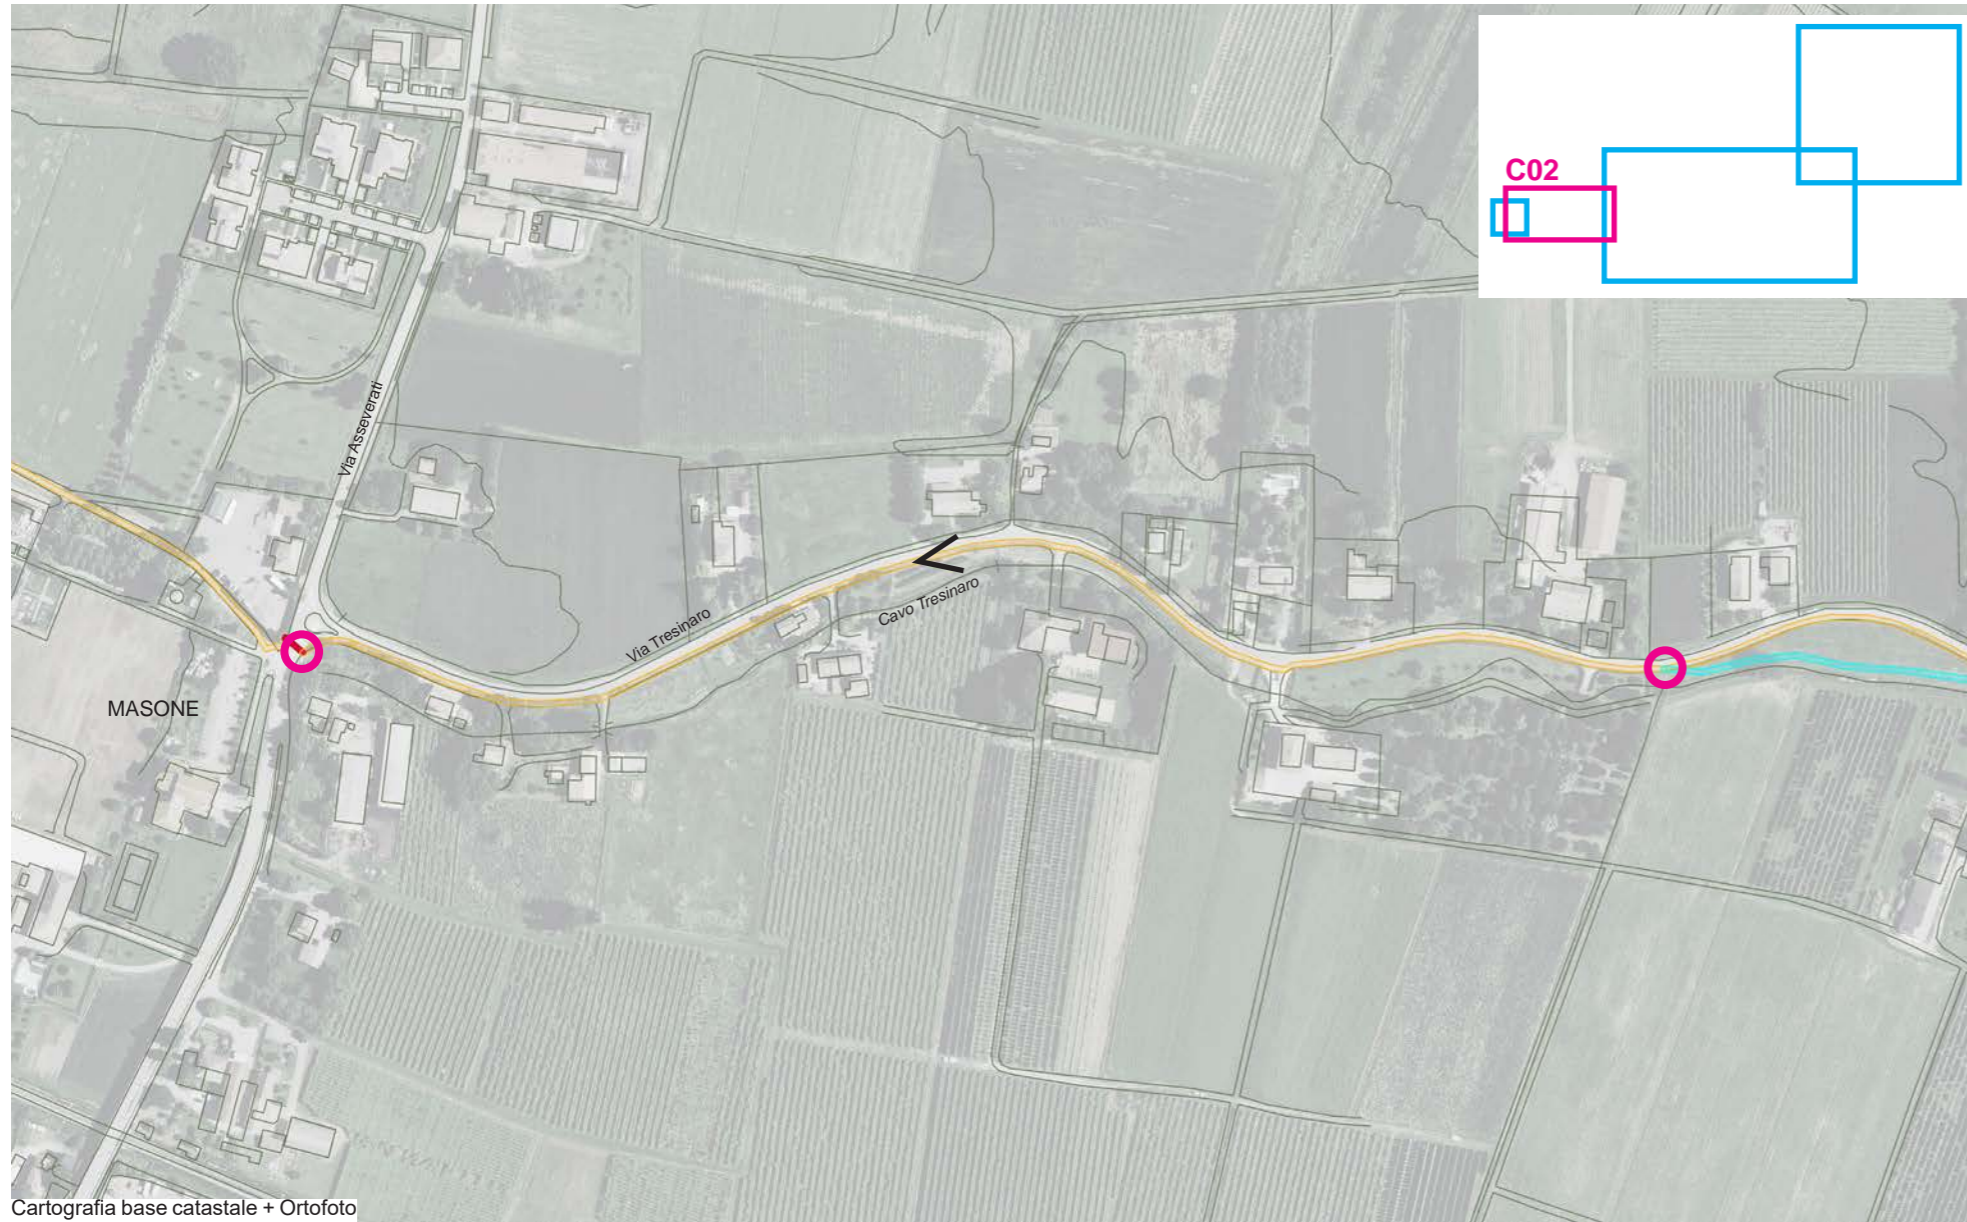 C02
Via Asseverati
Via Tresinaro
Cavo Tresinaro
MASONE
Cartografia base catastale + Ortofoto